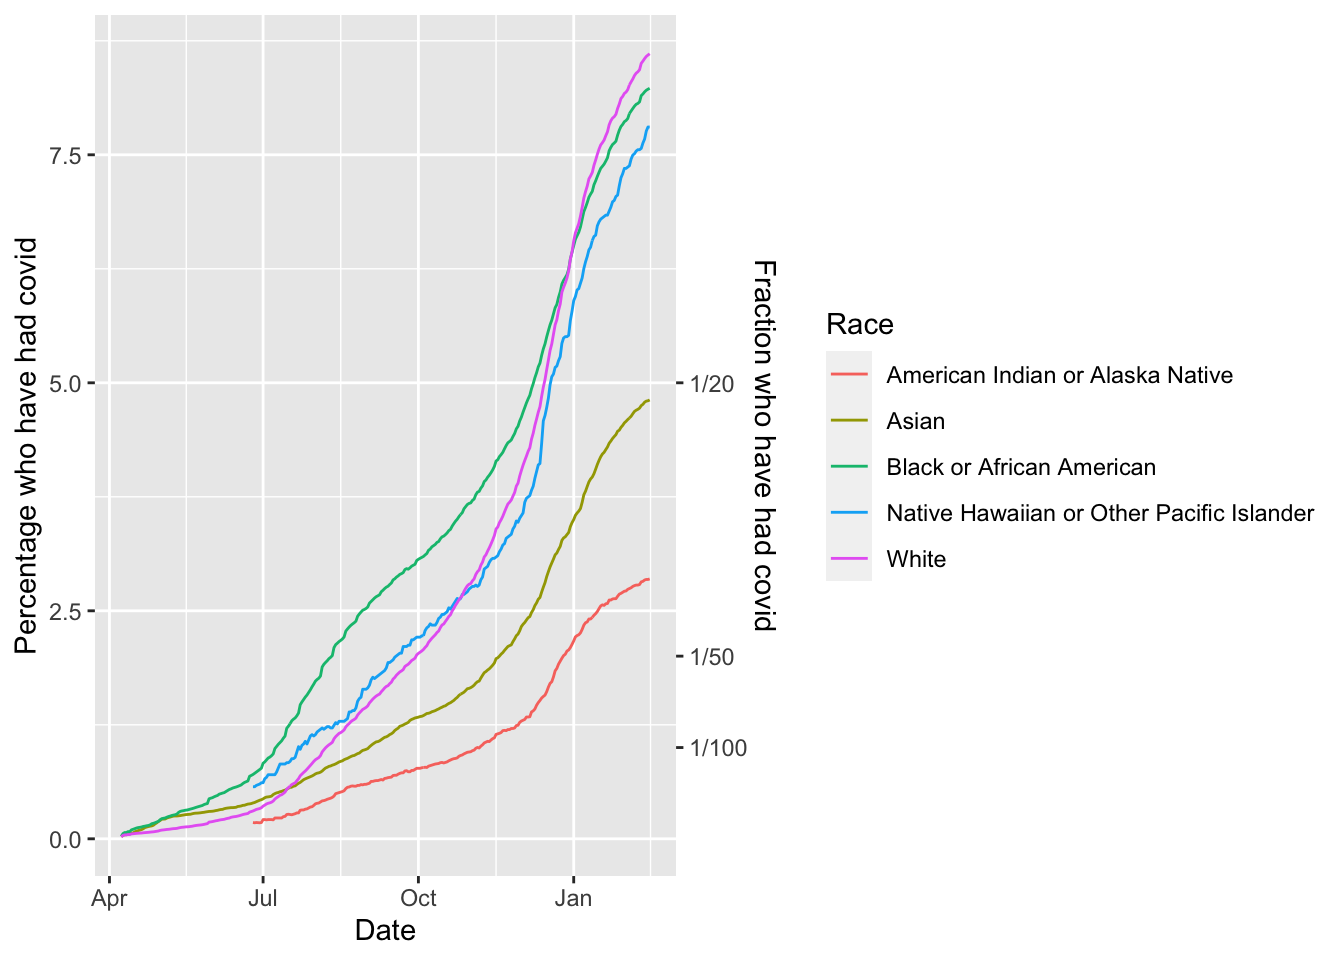 Percentage who have had covid
7.5
5.0
2.5
0.0
Apr
Jul
Oct
Jan
Date
1/20
1/50
1/100
Fraction who have had covid
Race
American Indian or Alaska Native
Asian
Black or African American
Native Hawaiian or Other Pacific Islander
White